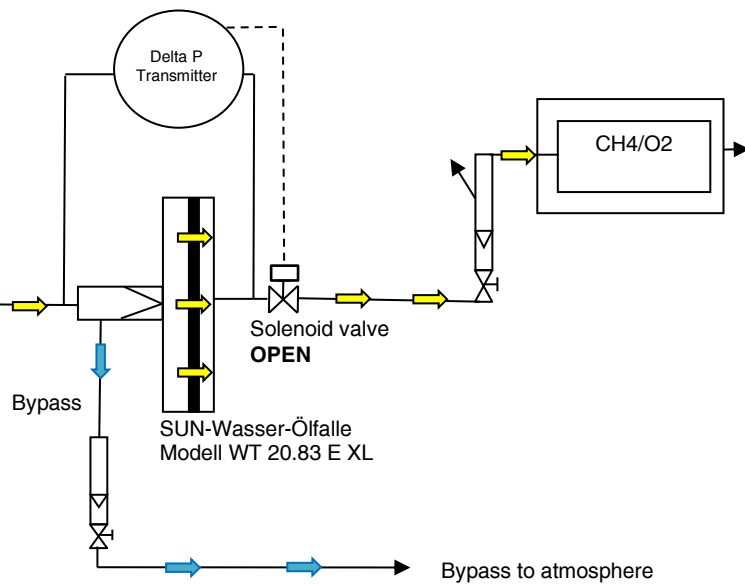 Delta P
Transmitter
CH4/O2
Solenoid valve
OPEN
Bypass
SUN-Wasser-Ölfalle
Modell WT 20.83 E XL
Bypass to atmosphere